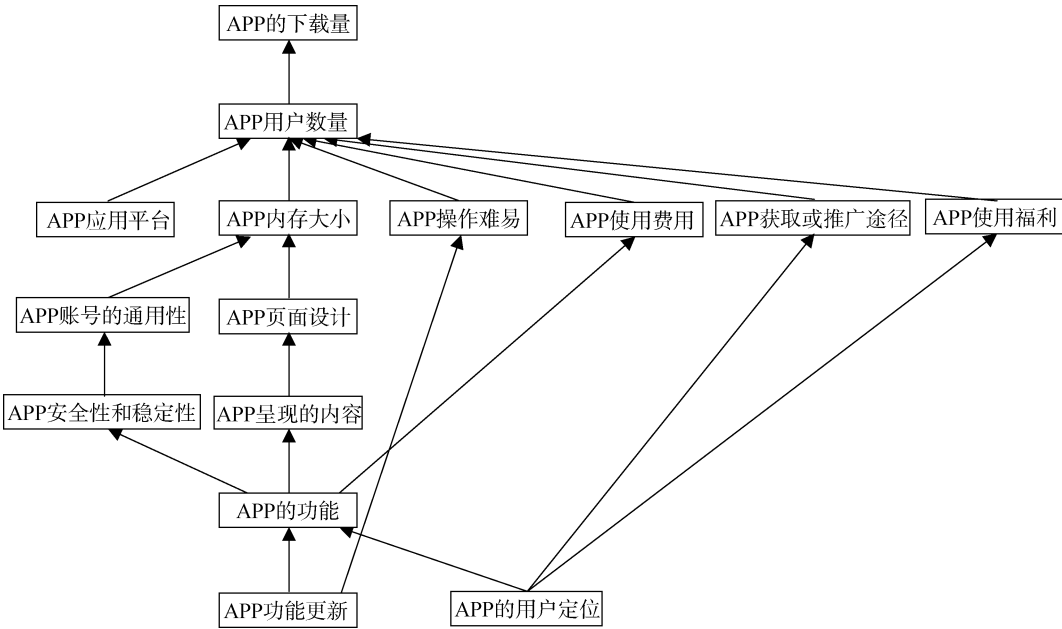 APP的下载量
APP用户数量
APP应用平台
APP内存大小
APP操作难易
APP使用费用
APP获取或推广途径
APP使用福利
APP账号的通用性
APP页面设计
APP安全性和稳定性
APP呈现的内容
APP的功能
APP功能更新
APP的用户定位